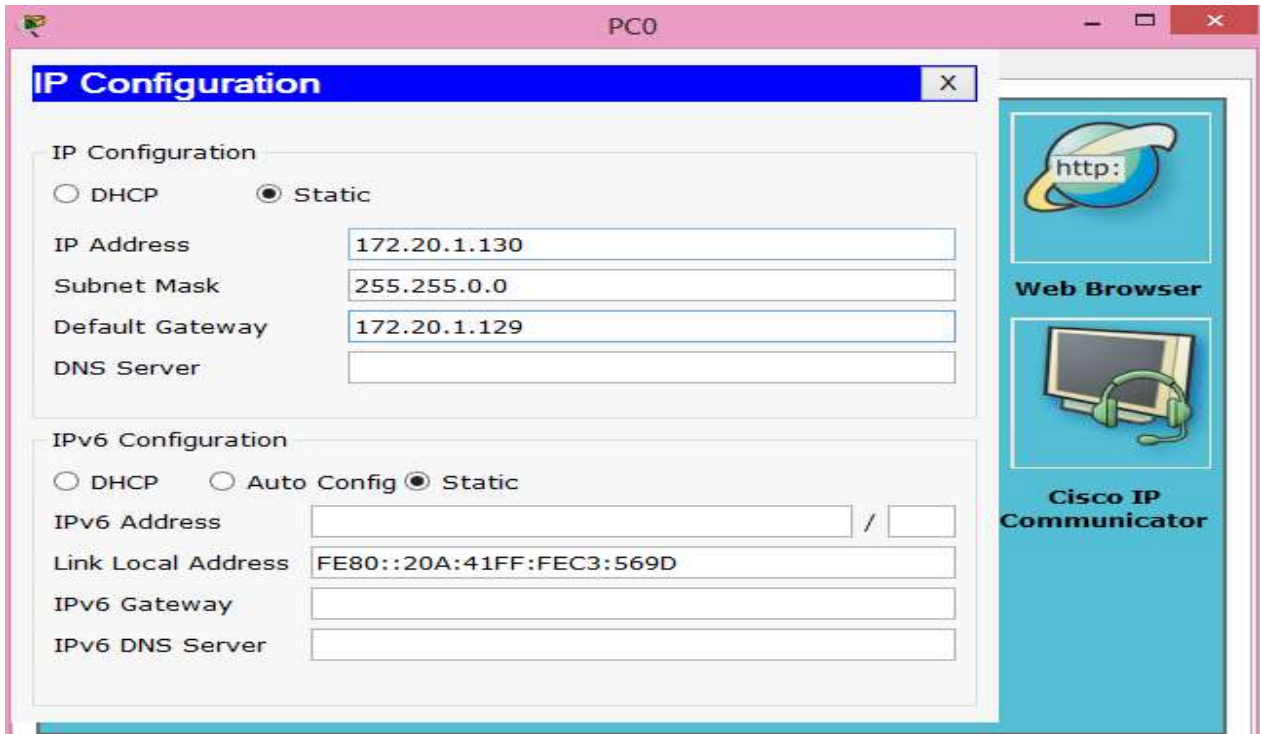 PC0
IP Configuration X
IP Configuration
DHCP Static
IP Address 172.20.1.130
Subnet Mask 255.255.0.0
Default Gateway 172.20.1.129
DNS Server
IPv6 Configuration
DHCP Auto Config Static
IPv6 Address /
Link Local Address FE80::20A:41FF:FEC3:569D
IPv6 Gateway
IPv6 DNS Server
http:
Web Browser
Cisco IP
Communicator